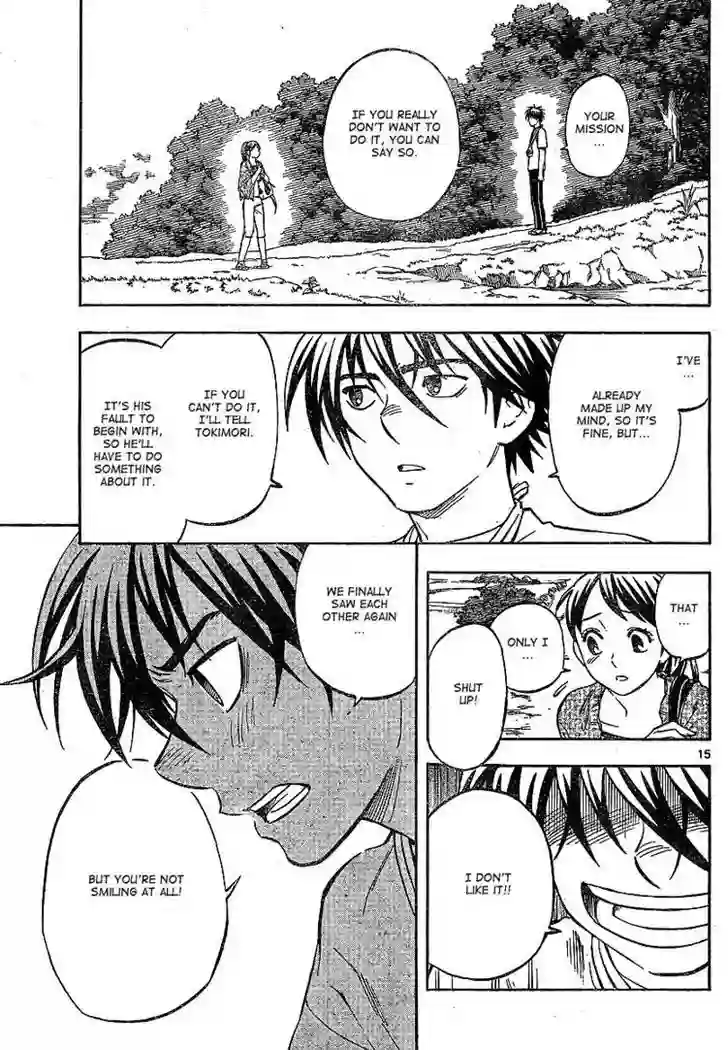 YOUR
MISSION
...
IF YOU REALLY
DON'T WANT TO
DO IT, YOU CAN
SAY SO.
I'VE
...
ALREADY
MADE UP MY
MIND, SO IT'S
FINE, BUT...
IF YOU
CAN'T DO IT,
I'LL TELL
TOKIMORI.
IT'S HIS
FAULT TO
BEGIN WITH,
SO HE'LL
HAVE TO DO
SOMETHING
ABOUT IT.
THAT
...
ONLY I
...
SHUT
UP!
15
I DON'T
LIKE IT!!
WE FINALLY
SAW EACH
OTHER AGAIN
...
BUT YOU'RE NOT
SMILING AT ALL!